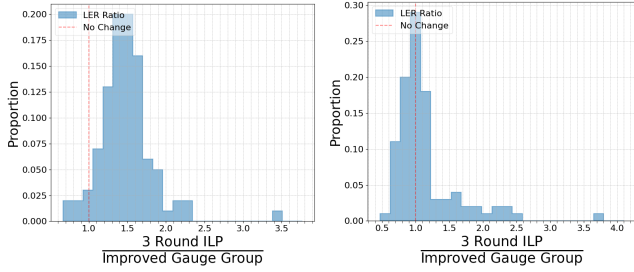 LER Ratio
No Change
Proportion
0.200
0.175
0.150
0.125
0.100
0.075
0.050
0.025
0.000
1.0 1.5 2.0 2.5 3.0 3.5
3 Round ILP
Improved Gauge Group
LER Ratio
No Change
Proportion
0.30
0.25
0.20
0.15
0.10
0.05
0.00
0.5 1.0 1.5 2.0 2.5 3.0 3.5 4.0
3 Round ILP
Improved Gauge Group